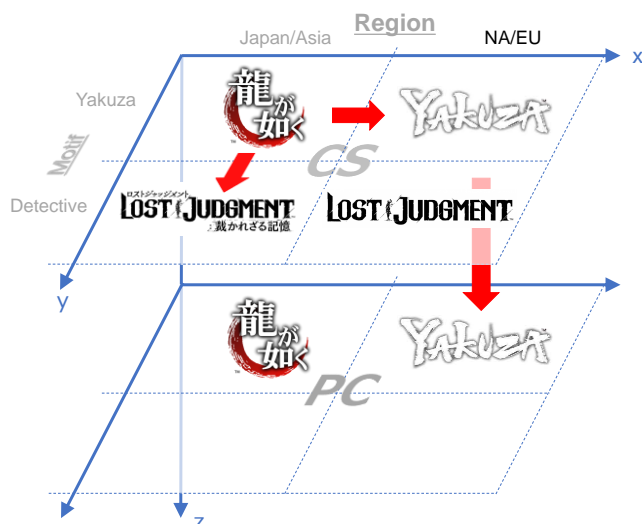 Region
Japan/Asia
NA/EU
x
Yakuza
龍が如く
YAKUZA
Motif
CS
Detective
ロストジャッジメント
LOST JUDGMENT
:裁かれざる記憶
LOST JUDGMENT
y
龍が如く
YAKUZA
PC
z